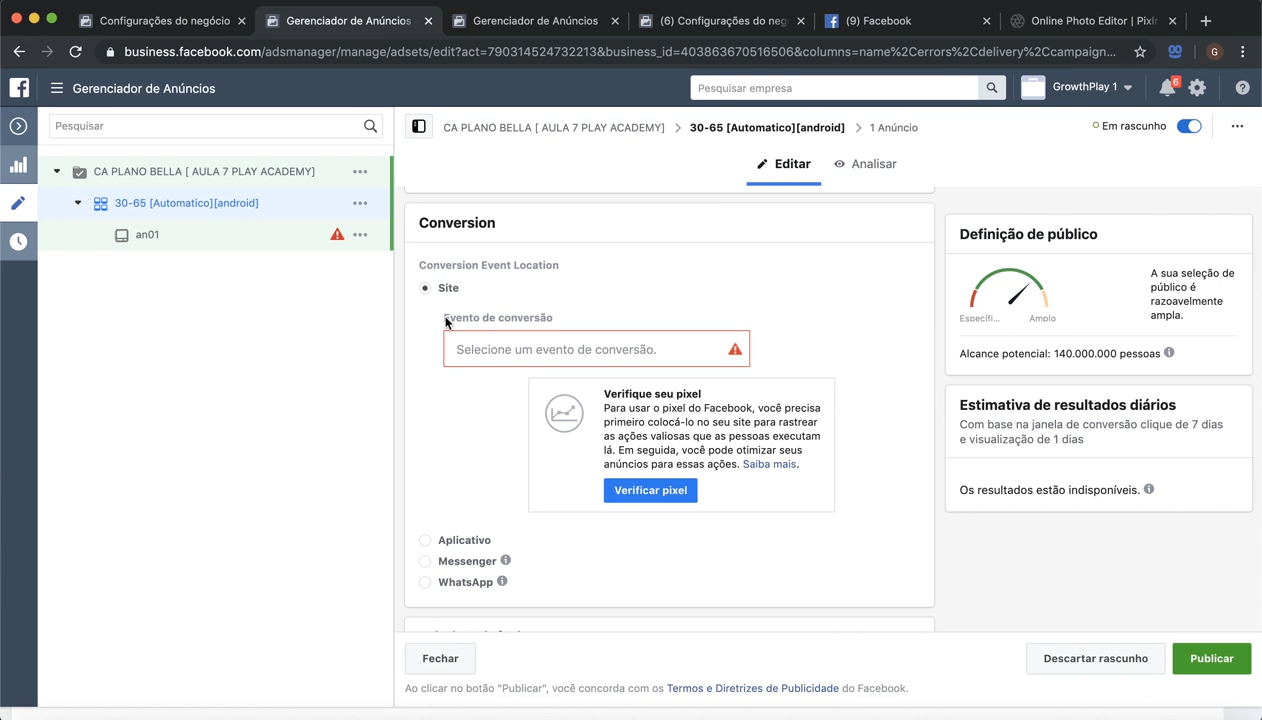 Configurações do negócio
Gerenciador de Anúncios
Gerenciador de Anúncios
(6) Configurações do neg
(9) Facebook
Online Photo Editor | Pixlr
business.facebook.com/adsmanager/manage/adsets/edit?act=790314524732213&business_id=403863670516506&columns=name%2Cerrors%2Cdelivery%2Ccampaign...
G
Gerenciador de Anúncios
Pesquisar empresa
GrowthPlay 1
6
Pesquisar
CA PLANO BELLA [ AULA 7 PLAY ACADEMY]
30-65 [Automatico][android]
an01
CA PLANO BELLA [ AULA 7 PLAY ACADEMY] > 30-65 [Automatico][android] > 1 Anúncio
Em rascunho
Editar
Analisar
Conversion
Conversion Event Location
Site
Evento de conversão
Selecione um evento de conversão.
Verifique seu pixel
Para usar o pixel do Facebook, você precisa
primeiro colocá-lo no seu site para rastrear
as ações valiosas que as pessoas executam
lá. Em seguida, você pode otimizar seus
anúncios para essas ações. Saiba mais.
Verificar pixel
Aplicativo
Messenger
WhatsApp
Definição de público
Específi...
Amplo
A sua seleção de
público é
razoavelmente
ampla.
Alcance potencial: 140.000.000 pessoas
Estimativa de resultados diários
Com base na janela de conversão clique de 7 dias
e visualização de 1 dias
Os resultados estão indisponíveis.
Fechar
Descartar rascunho
Publicar
Ao clicar no botão "Publicar", você concorda com os Termos e Diretrizes de Publicidade do Facebook.